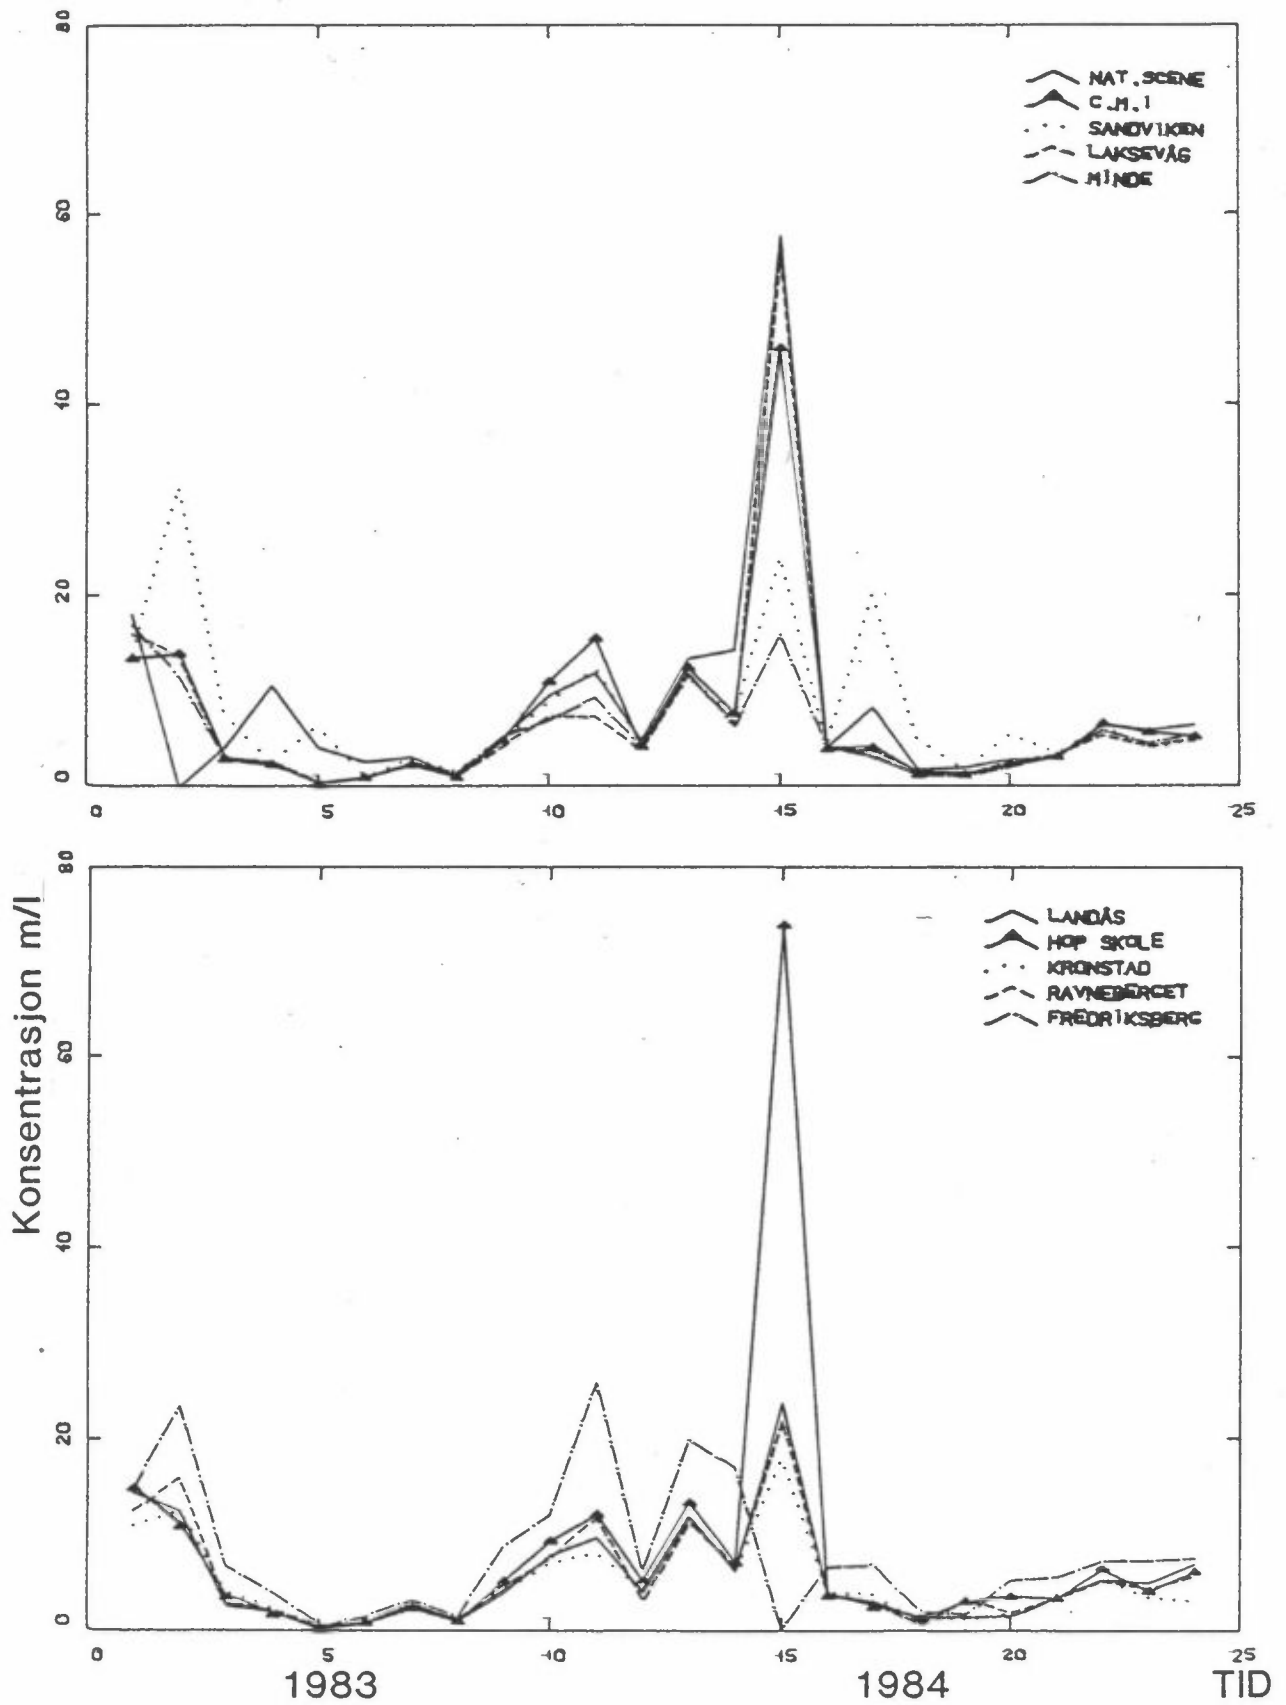 80
NAT.SCENE
C.M.I
SANDVIKEN
LAKSEVÅG
MINDE
60
40
20
0
0 5 10 15 20 25
80
LANDÅS
HOP SKOLE
KRONSTAD
RAVNEBERGET
FREDRIKSBERG
60
40
20
0
Konsentrasjon m/l
0 5 10 15 20 25
1983 1984 TID